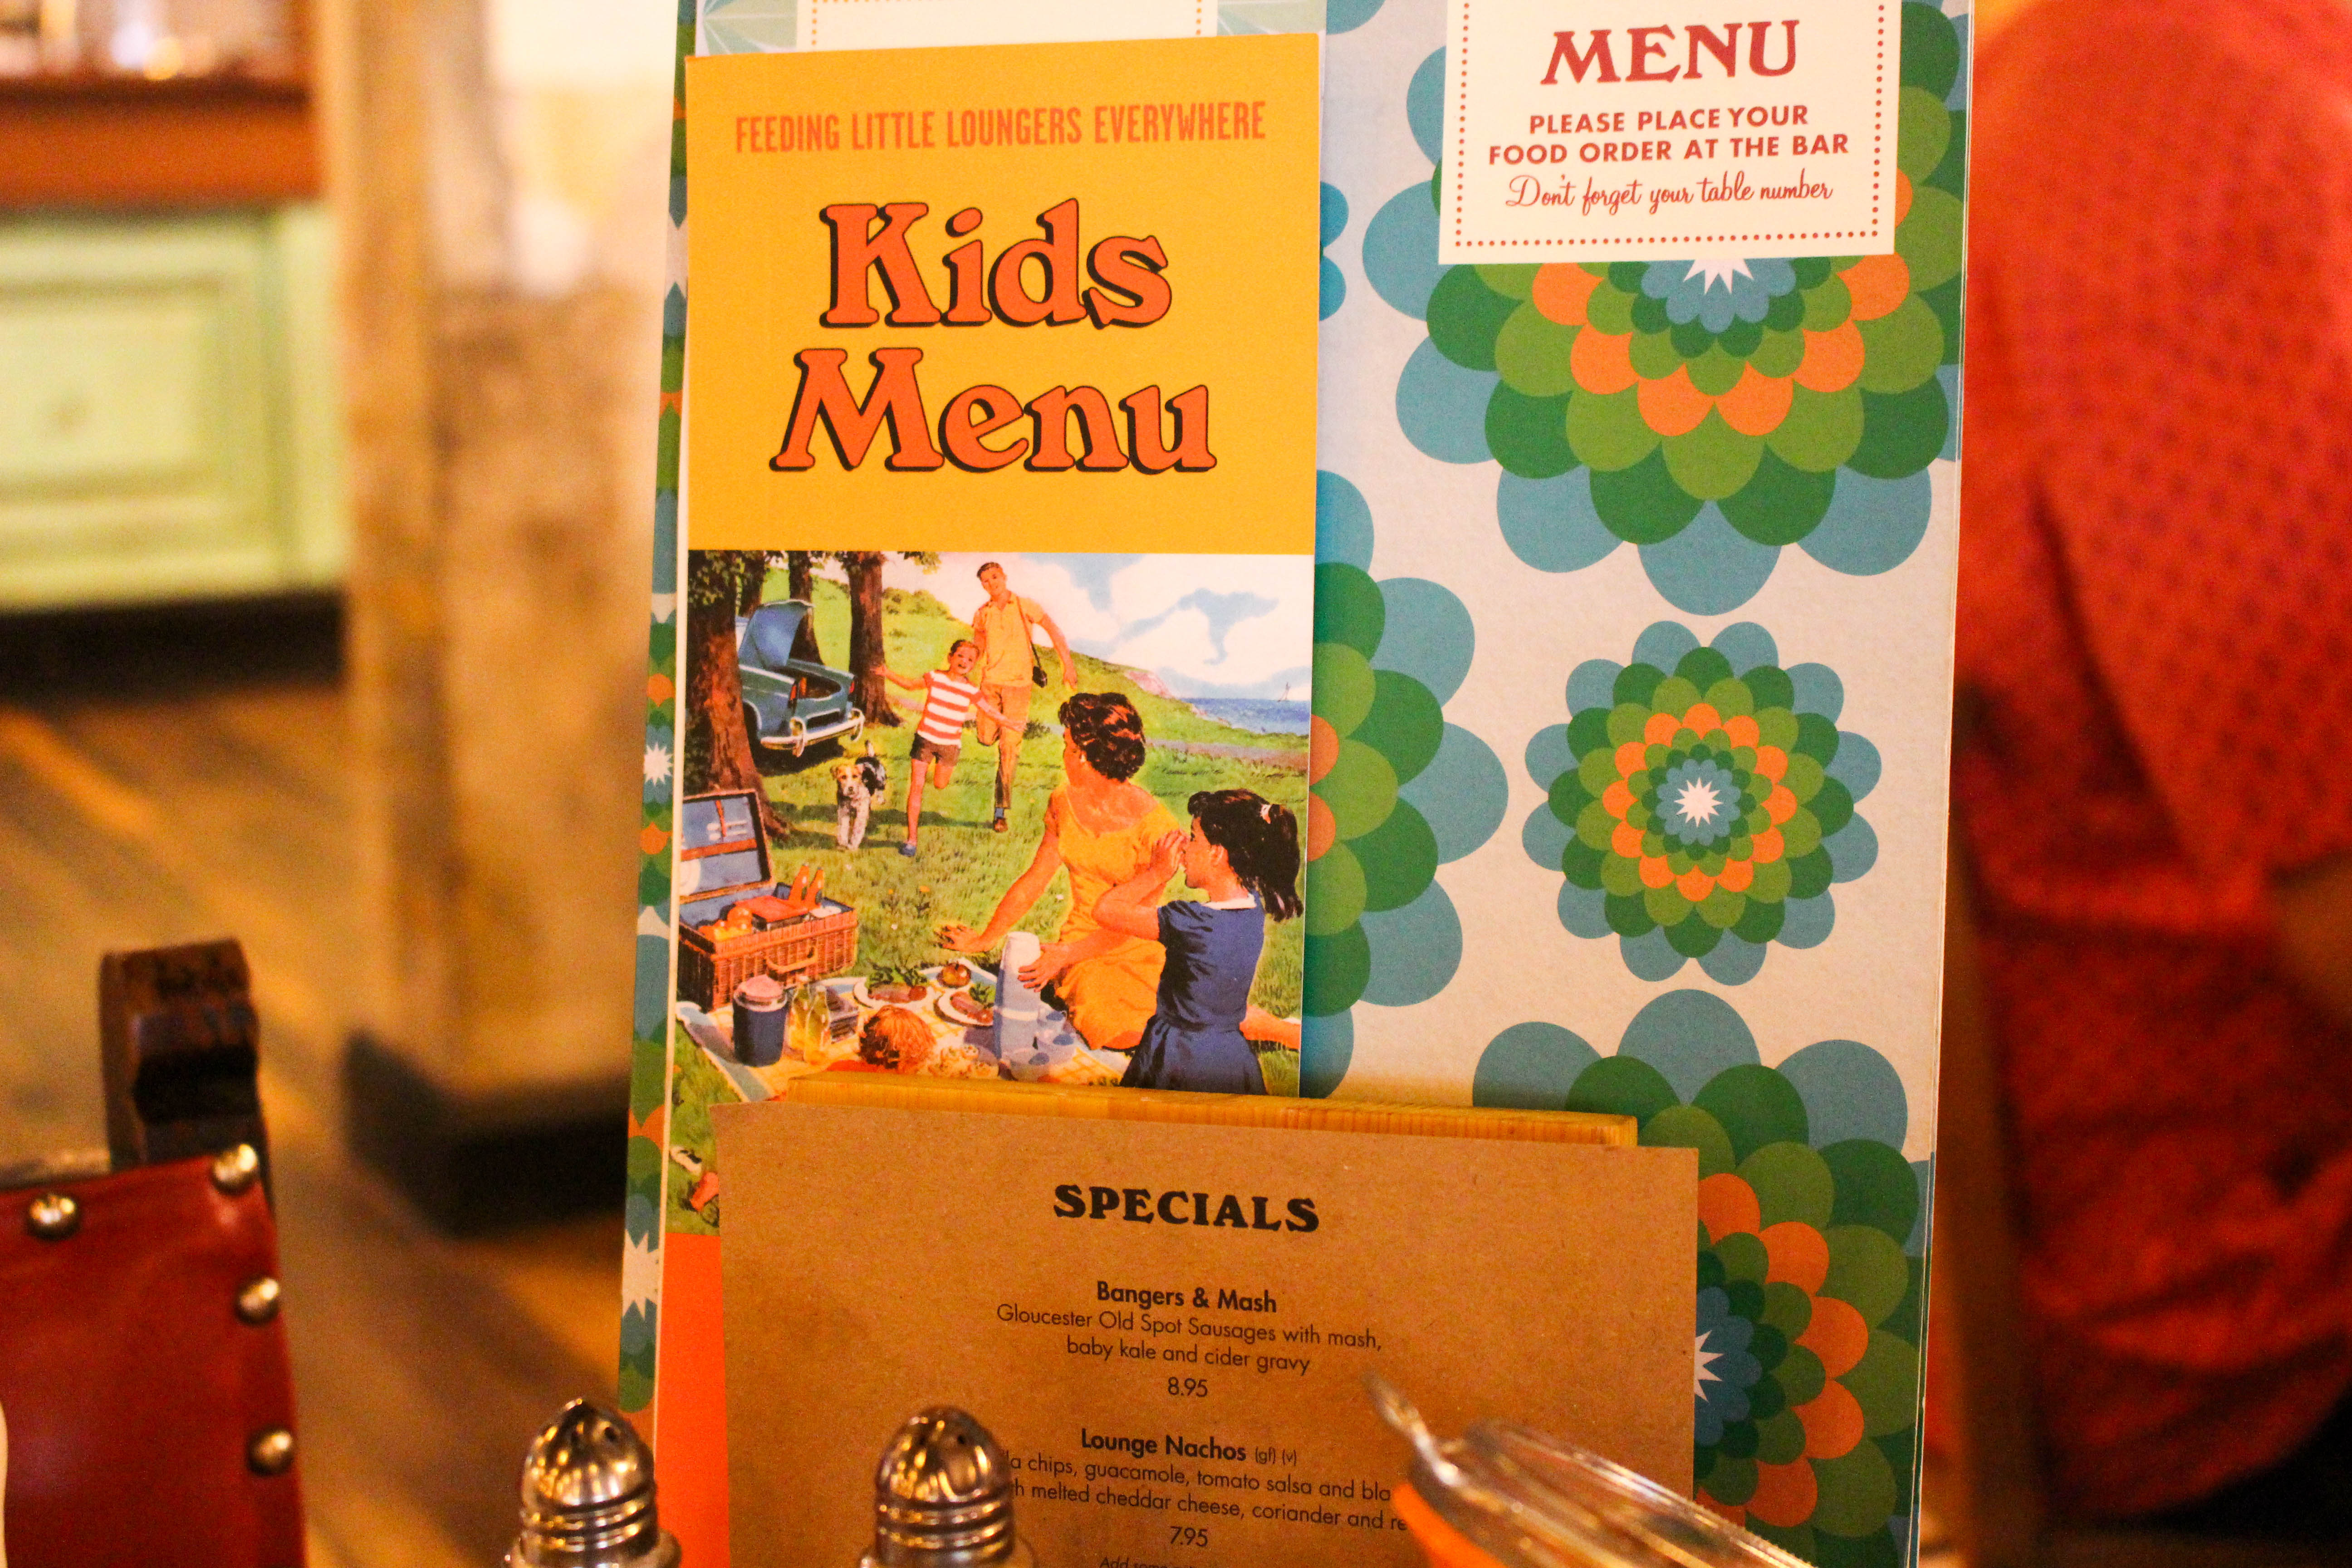 FEEDING LITTLE LOUNGERS EVERYWHERE
Kids
Menu
MENU
PLEASE PLACE YOUR
FOOD ORDER AT THE BAR
Don't forget your table number
SPECIALS
Bangers & Mash
Gloucester Old Spot Sausages with mash,
baby kale and cider gravy
8.95
Lounge Nachos (gf) (v)
chips, guacamole, tomato salsa and
melted cheddar cheese, coriander and
7.95
Add